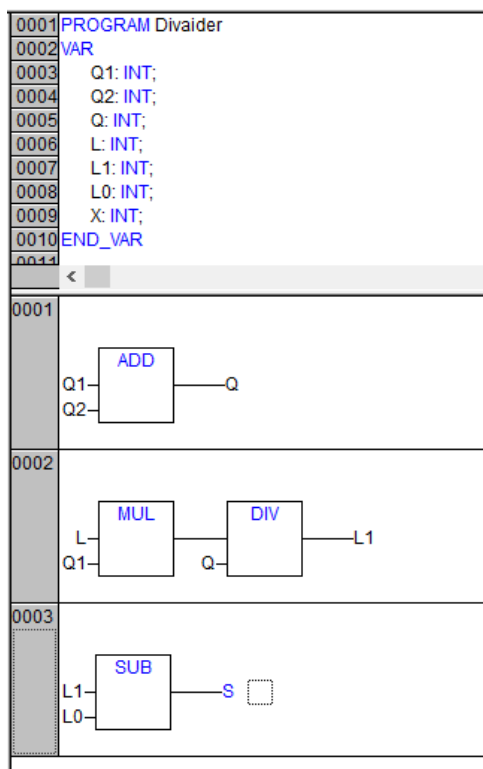 0001 PROGRAM Divaider
0002 VAR
0003 Q1: INT;
0004 Q2: INT;
0005 Q: INT;
0006 L: INT;
0007 L1: INT;
0008 L0: INT;
0009 X: INT;
0010 END_VAR
0011
<
0001
ADD
Q1 Q
Q2
0002
MUL DIV
L L1
Q1 Q
0003
SUB
L1 S
L0